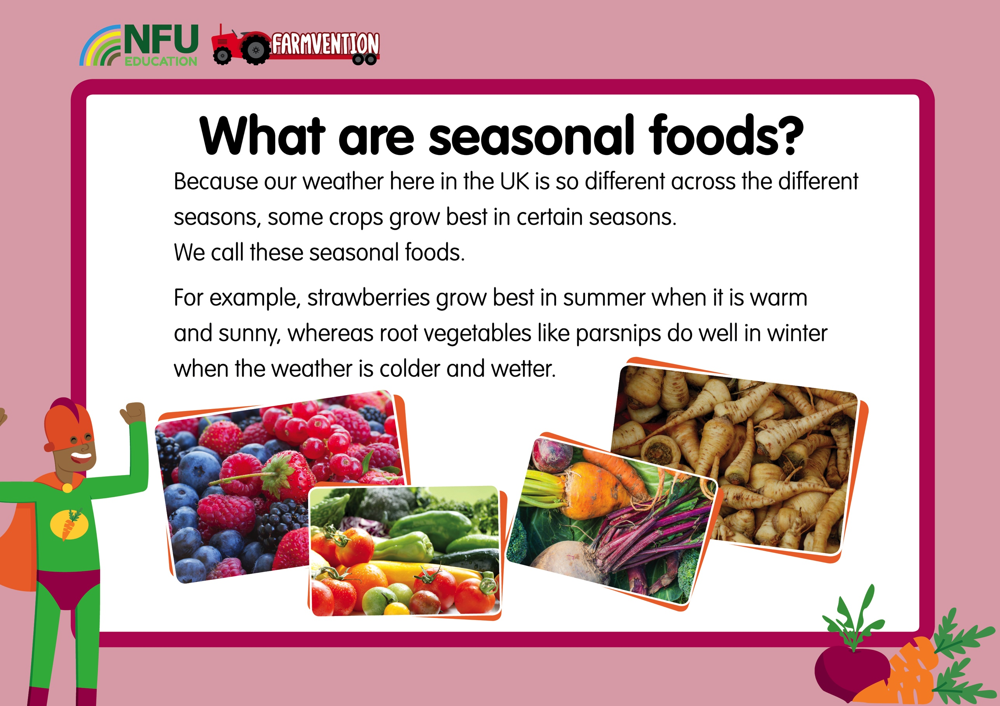 NFU
EDUCATION
FARMVENTION
What are seasonal foods?
Because our weather here in the UK is so different across the different
seasons, some crops grow best in certain seasons.
We call these seasonal foods.
For example, strawberries grow best in summer when it is warm
and sunny, whereas root vegetables like parsnips do well in winter
when the weather is colder and wetter.